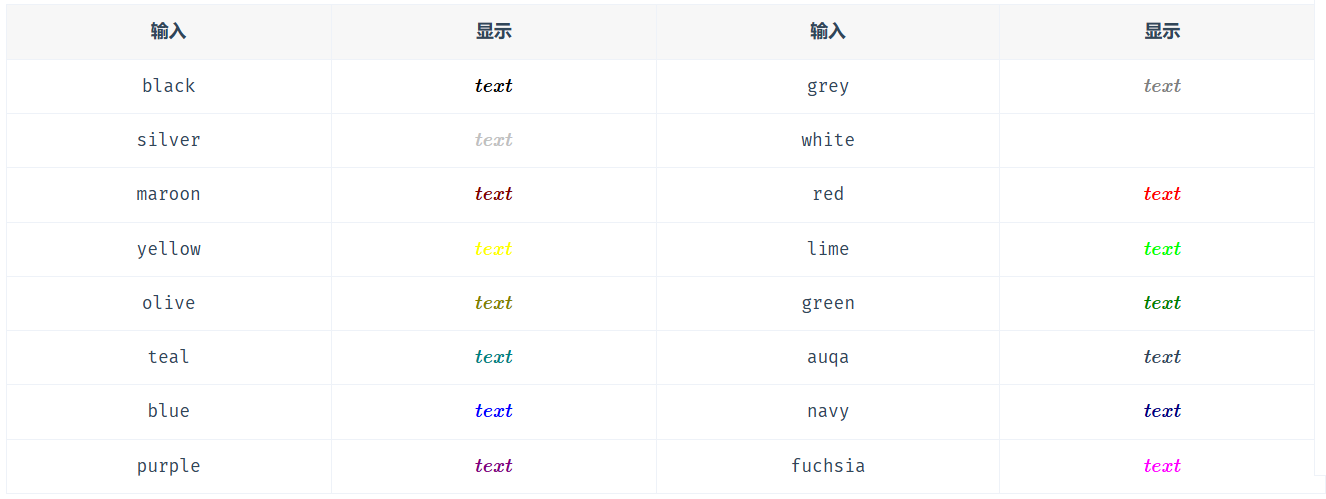 输入 显示 输入 显示
black text grey text
silver text white
maroon text red text
yellow text lime text
olive text green text
teal text auqa text
blue text navy text
purple text fuchsia text